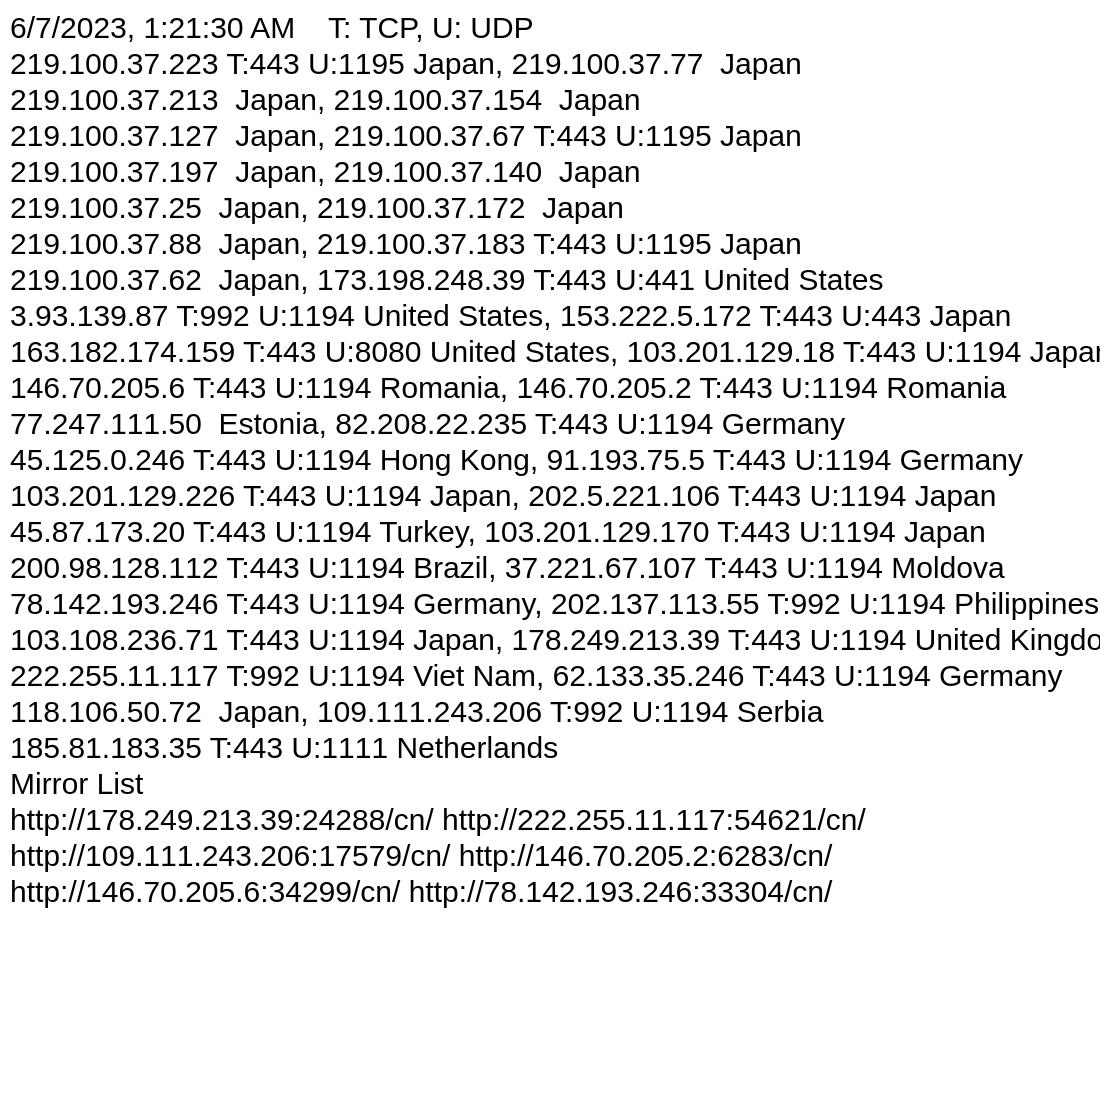 6/7/2023, 1:21:30 AM    T: TCP, U: UDP
219.100.37.223 T:443 U:1195 Japan, 219.100.37.77  Japan
219.100.37.213  Japan, 219.100.37.154  Japan
219.100.37.127  Japan, 219.100.37.67 T:443 U:1195 Japan
219.100.37.197  Japan, 219.100.37.140  Japan
219.100.37.25  Japan, 219.100.37.172  Japan
219.100.37.88  Japan, 219.100.37.183 T:443 U:1195 Japan
219.100.37.62  Japan, 173.198.248.39 T:443 U:441 United States
3.93.139.87 T:992 U:1194 United States, 153.222.5.172 T:443 U:443 Japan
163.182.174.159 T:443 U:8080 United States, 103.201.129.18 T:443 U:1194 Japan
146.70.205.6 T:443 U:1194 Romania, 146.70.205.2 T:443 U:1194 Romania
77.247.111.50  Estonia, 82.208.22.235 T:443 U:1194 Germany
45.125.0.246 T:443 U:1194 Hong Kong, 91.193.75.5 T:443 U:1194 Germany
103.201.129.226 T:443 U:1194 Japan, 202.5.221.106 T:443 U:1194 Japan
45.87.173.20 T:443 U:1194 Turkey, 103.201.129.170 T:443 U:1194 Japan
200.98.128.112 T:443 U:1194 Brazil, 37.221.67.107 T:443 U:1194 Moldova
78.142.193.246 T:443 U:1194 Germany, 202.137.113.55 T:992 U:1194 Philippines
103.108.236.71 T:443 U:1194 Japan, 178.249.213.39 T:443 U:1194 United Kingdo
222.255.11.117 T:992 U:1194 Viet Nam, 62.133.35.246 T:443 U:1194 Germany
118.106.50.72  Japan, 109.111.243.206 T:992 U:1194 Serbia
185.81.183.35 T:443 U:1111 Netherlands
Mirror List
http://178.249.213.39:24288/cn/ http://222.255.11.117:54621/cn/
http://109.111.243.206:17579/cn/ http://146.70.205.2:6283/cn/
http://146.70.205.6:34299/cn/ http://78.142.193.246:33304/cn/